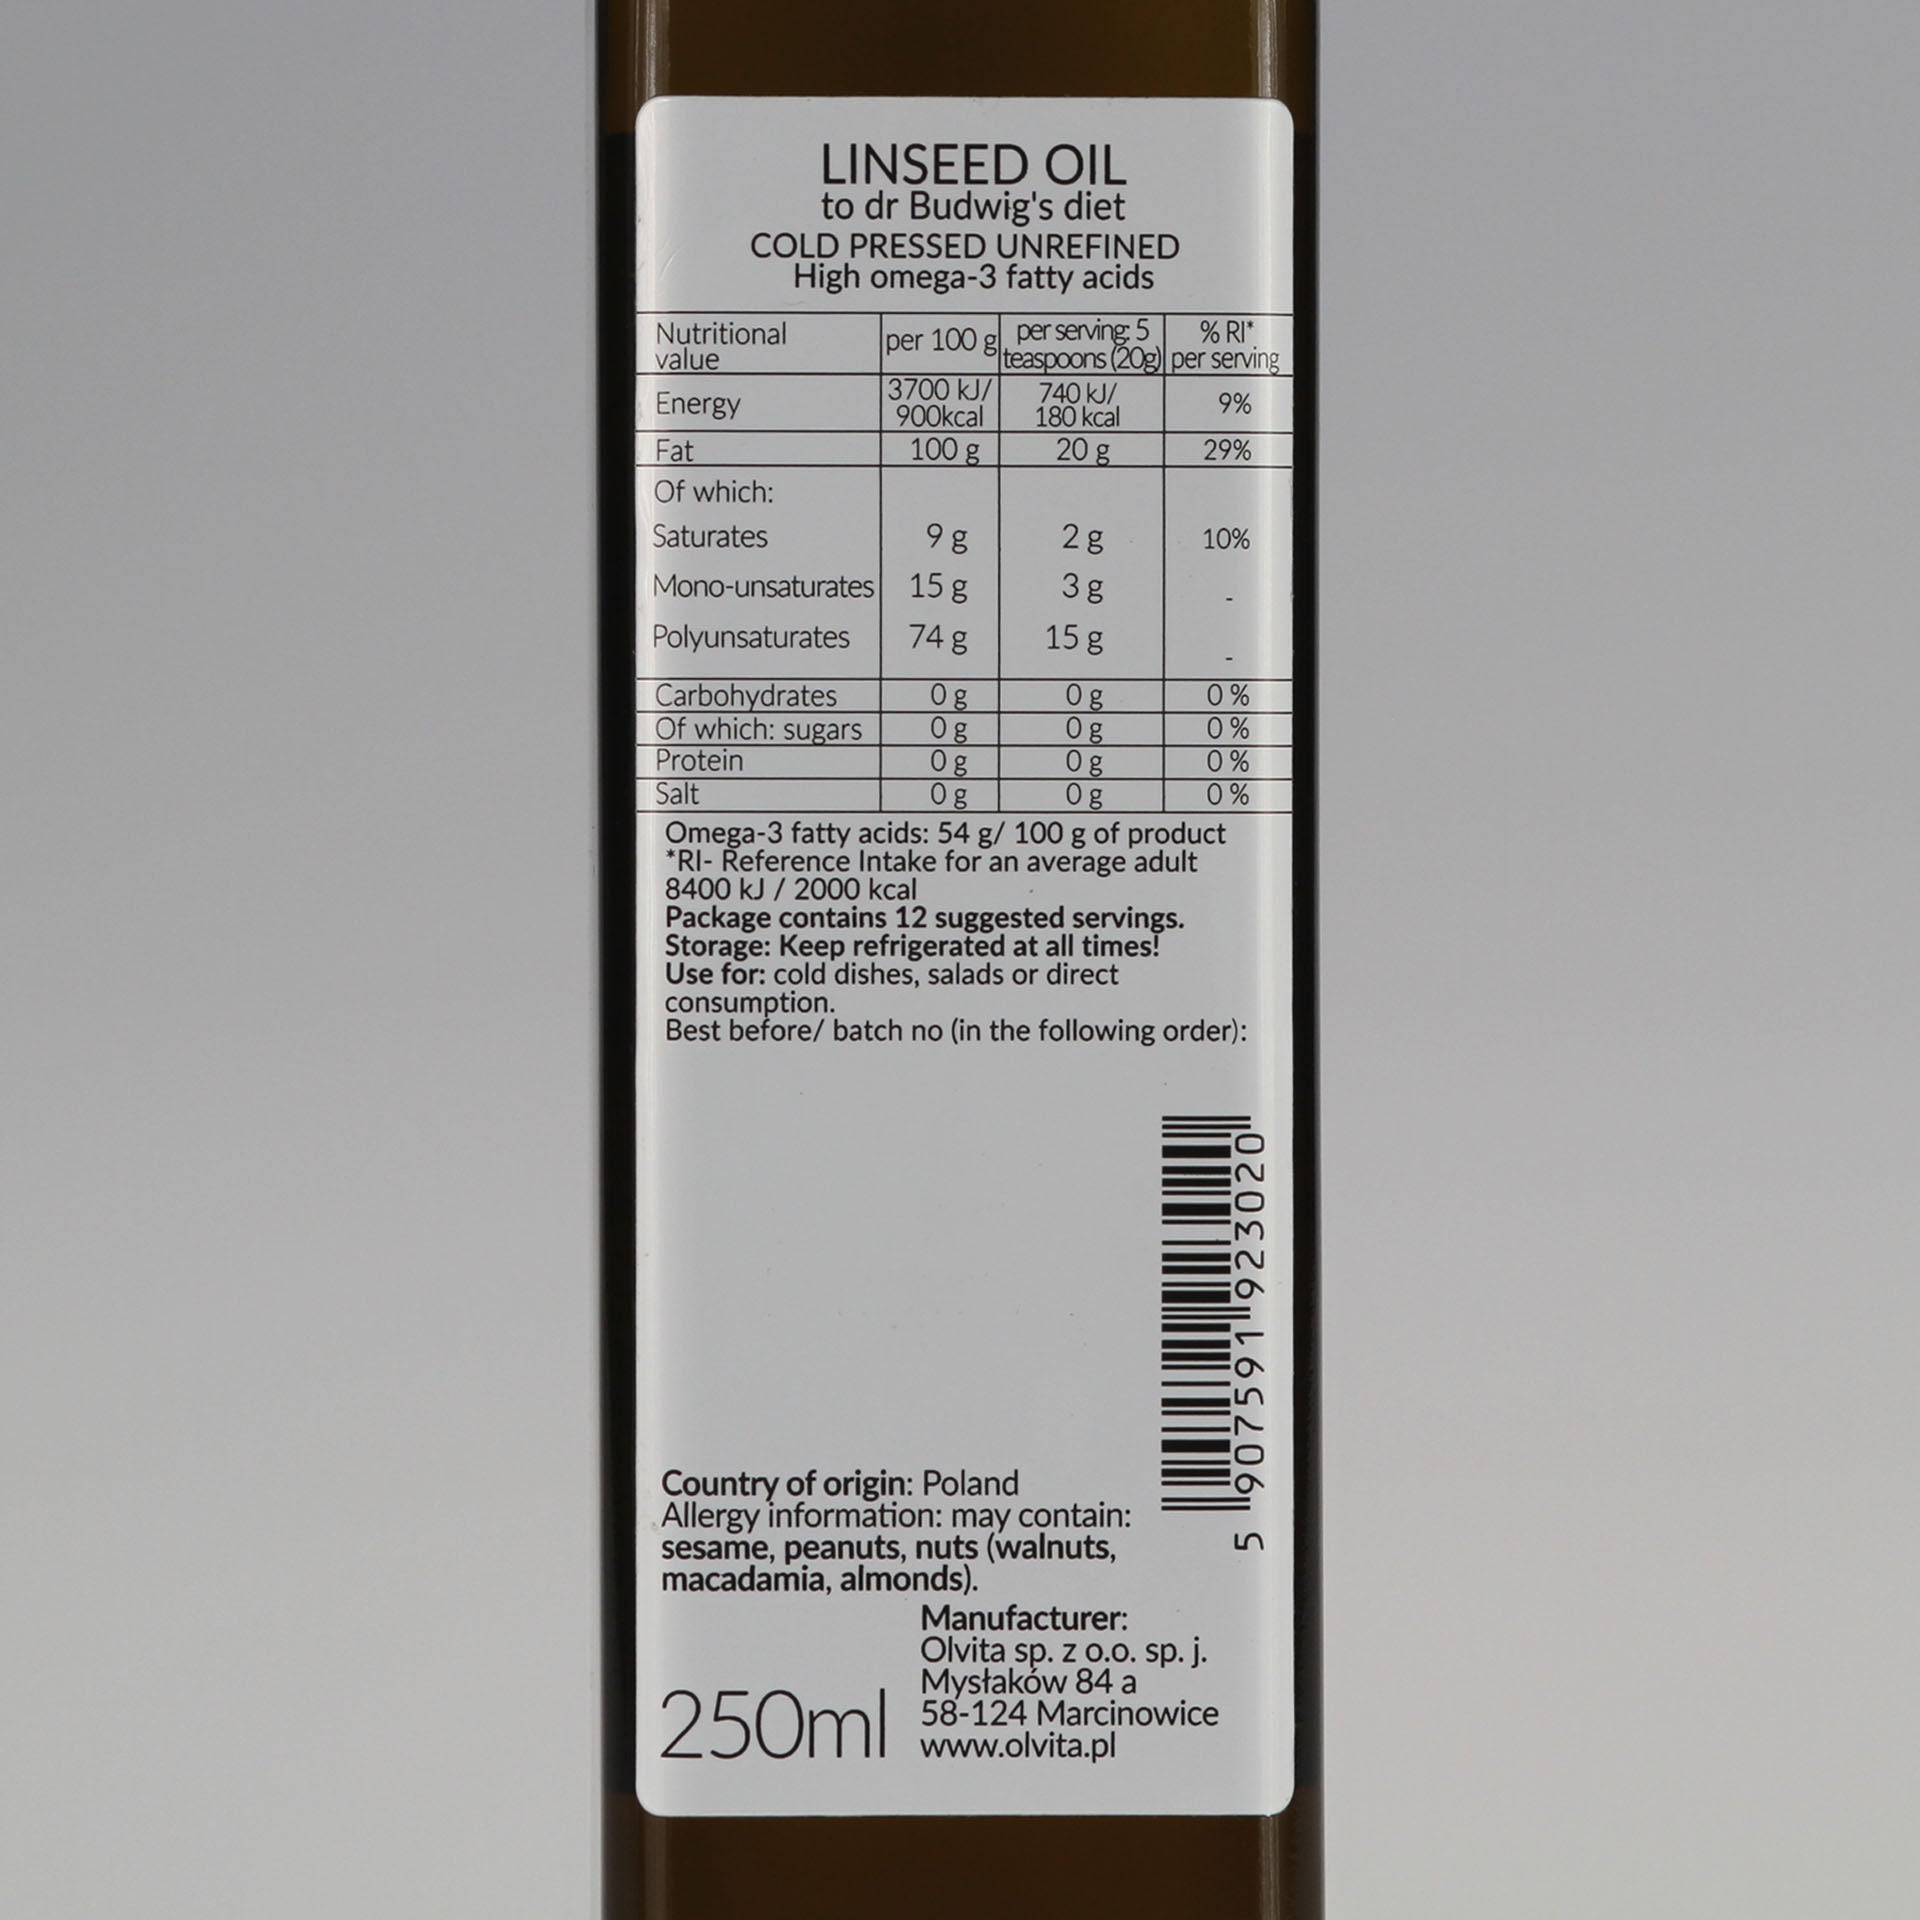 LINSEED OIL
to dr Budwig's diet
COLD PRESSED UNREFINED
High omega-3 fatty acids
Nutritional value | per 100 g | per serving: 5 teaspoons (20g) | % RI* per serving
Energy | 3700 kJ/ 900kcal | 740 kJ/ 180 kcal | 9%
Fat | 100 g | 20 g | 29%
Of which:
Saturates | 9 g | 2 g | 10%
Mono-unsaturates | 15 g | 3 g | -
Polyunsaturates | 74 g | 15 g | -
Carbohydrates | 0 g | 0 g | 0 %
Of which: sugars | 0 g | 0 g | 0 %
Protein | 0 g | 0 g | 0 %
Salt | 0 g | 0 g | 0 %
Omega-3 fatty acids: 54 g/ 100 g of product
*RI- Reference Intake for an average adult
8400 kJ / 2000 kcal
Package contains 12 suggested servings.
Storage: Keep refrigerated at all times!
Use for: cold dishes, salads or direct
consumption.
Best before/ batch no (in the following order):
5 907591 923020
Country of origin: Poland
Allergy information: may contain:
sesame, peanuts, nuts (walnuts,
macadamia, almonds).
Manufacturer:
Olvita sp. z o.o. sp. j.
Mysłaków 84 a
58-124 Marcinowice
www.olvita.pl
250ml